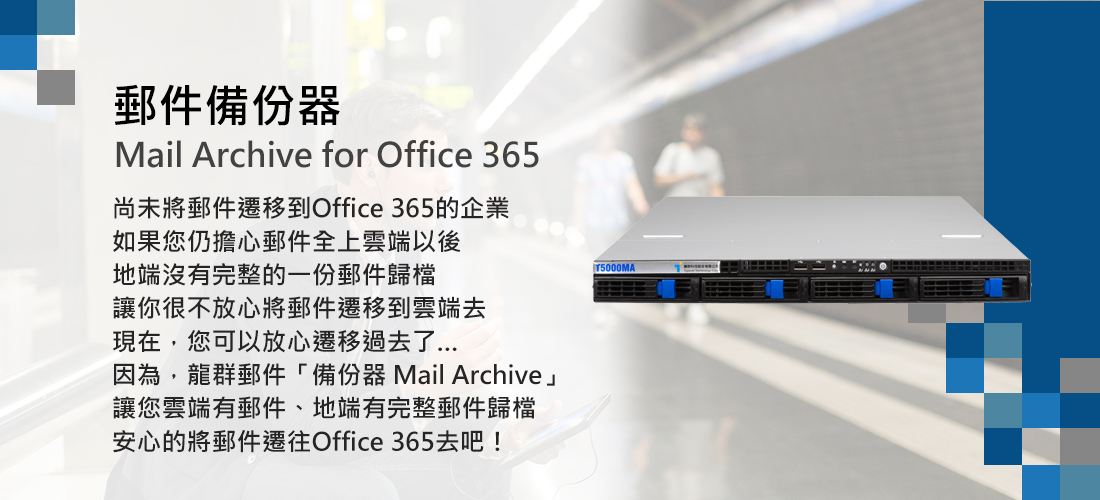 郵件備份器
Mail Archive for Office 365
尚未將郵件遷移到Office 365的企業
如果您仍擔心郵件全上雲端以後
地端沒有完整的一份郵件歸檔
讓你很不放心將郵件遷移到雲端去
現在，您可以放心遷移過去了...
因為，龍群郵件「備份器 Mail Archive」
讓您雲端有郵件、地端有完整郵件歸檔
安心的將郵件遷往Office 365去吧！
T5000MA